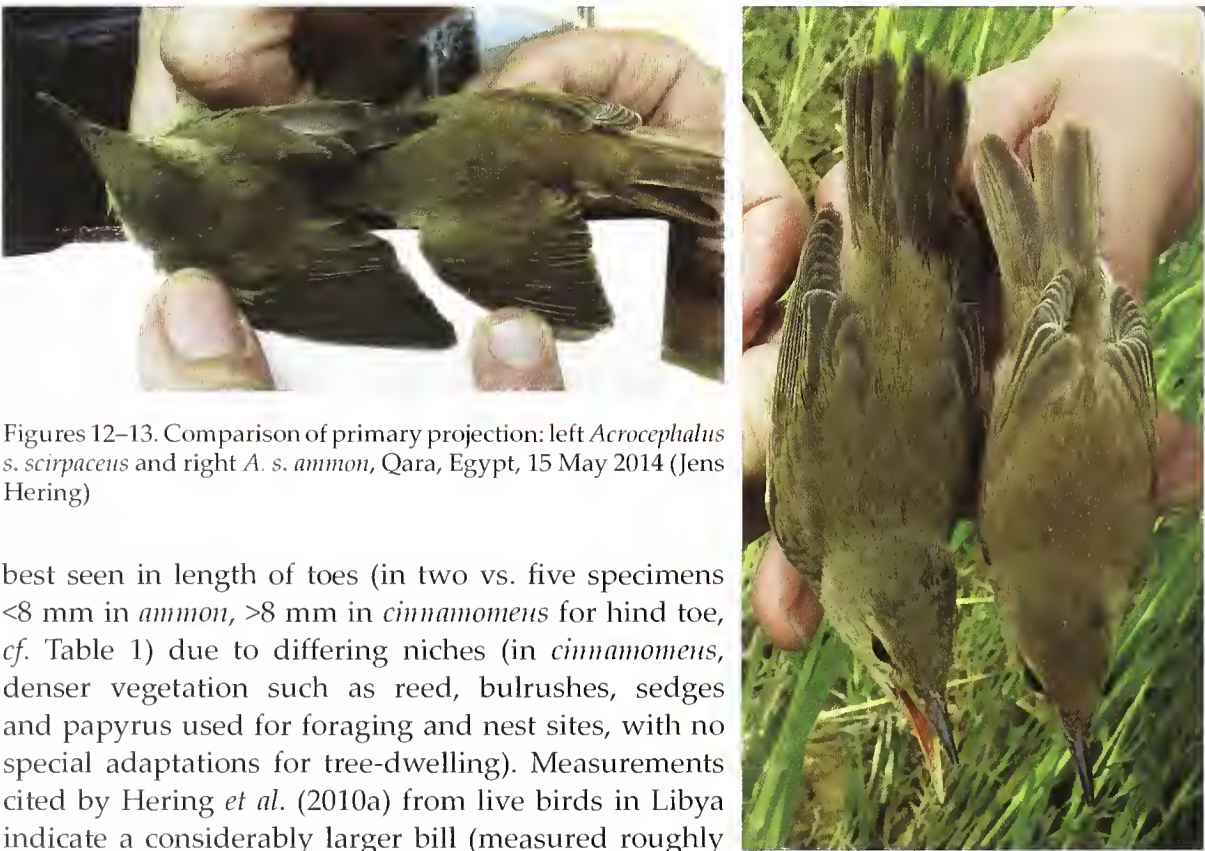 Figures 12–13. Comparison of primary projection: left Acrocephalus
s. scirpaceus and right A. s. ammon, Qara, Egypt, 15 May 2014 (Jens
Hering)
best seen in length of toes (in two vs. five specimens
<8 mm in ammon, >8 mm in cinnamomeus for hind toe,
cf. Table 1) due to differing niches (in cinnamomeus,
denser vegetation such as reed, bulrushes, sedges
and papyrus used for foraging and nest sites, with no
special adaptations for tree-dwelling). Measurements
cited by Hering et al. (2010a) from live birds in Libya
indicate a considerably larger bill (measured roughly